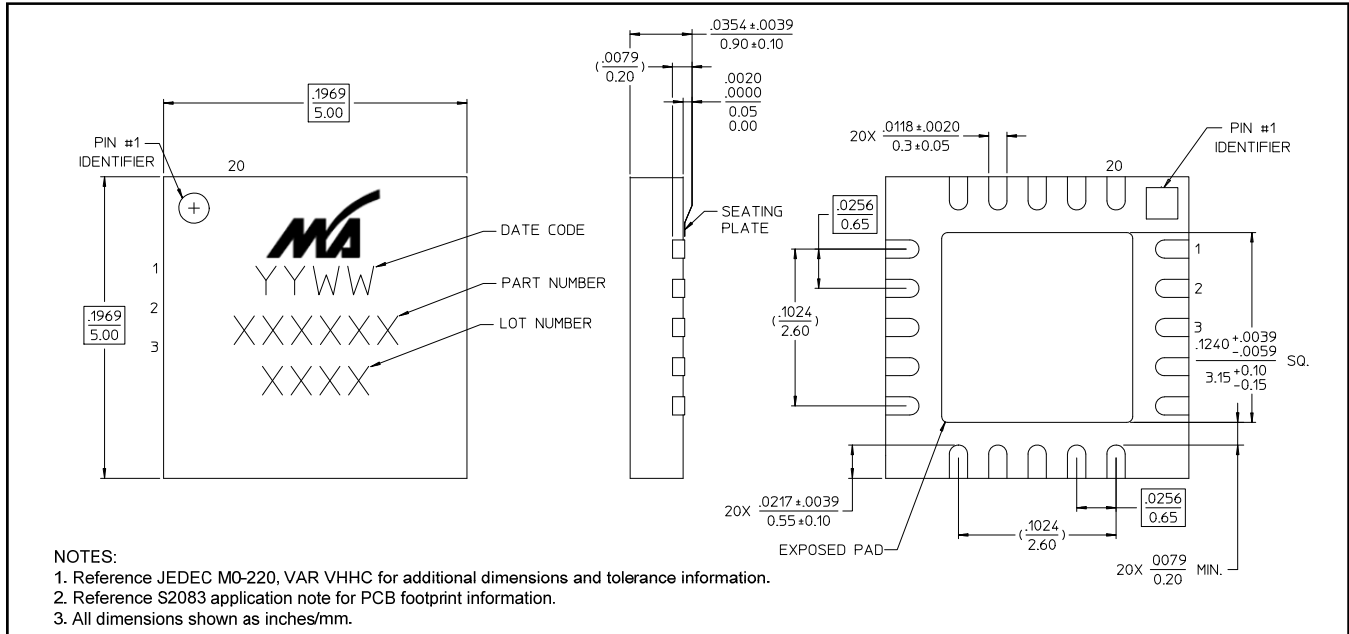 .1969
5.00
PIN #1
IDENTIFIER
20
.1969
5.00
1
2
3
MA
YYWW
XXXXXX
XXXX
DATE CODE
PART NUMBER
LOT NUMBER
.0354 ±.0039
0.90 ±0.10
(.0079
0.20)
.0020
.0000
0.05
0.00
SEATING
PLATE
20X .0118 ±.0020
0.3 ±0.05
20
PIN #1
IDENTIFIER
.0256
0.65
(.1024
2.60)
1
2
3
.1240 +.0039
-.0059
3.15 +0.10
-0.15
SQ.
20X .0217 ±.0039
0.55 ±0.10
EXPOSED PAD
(.1024
2.60)
.0256
0.65
20X .0079
0.20 MIN.
NOTES:
1. Reference JEDEC M0-220, VAR VHHC for additional dimensions and tolerance information.
2. Reference S2083 application note for PCB footprint information.
3. All dimensions shown as inches/mm.